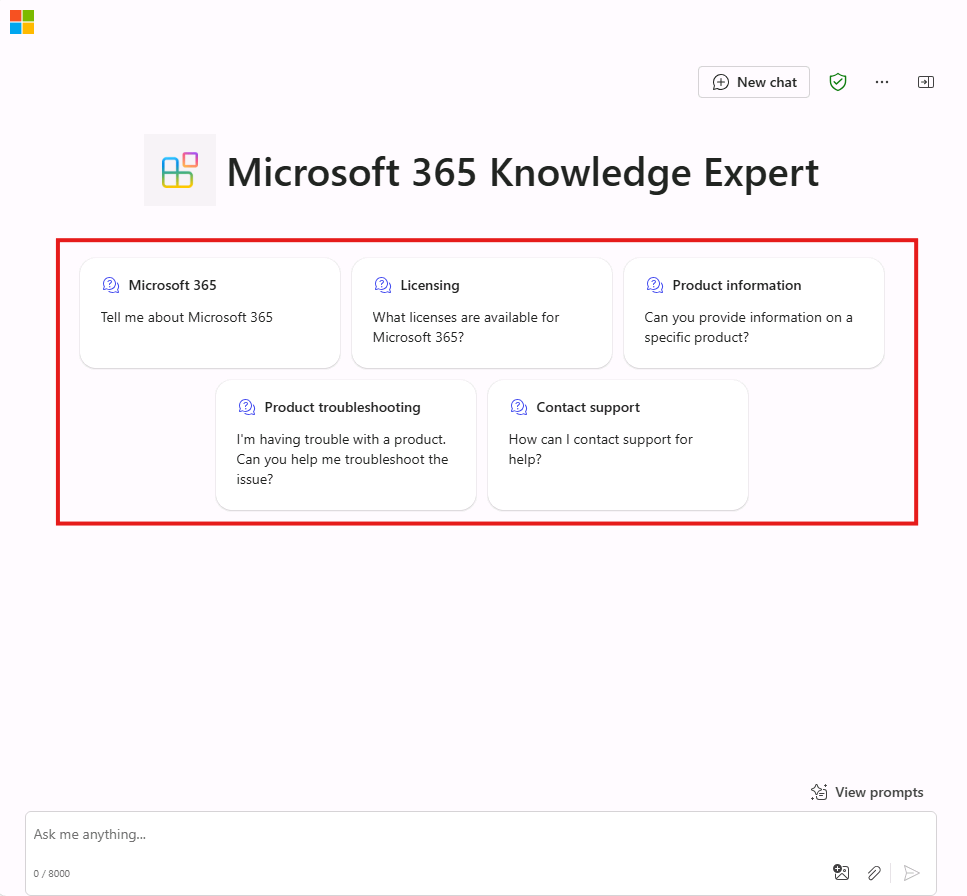 New chat
Microsoft 365 Knowledge Expert
Microsoft 365
Tell me about Microsoft 365
Licensing
What licenses are available for
Microsoft 365?
Product information
Can you provide information on a
specific product?
Product troubleshooting
I'm having trouble with a product.
Can you help me troubleshoot the
issue?
Contact support
How can I contact support for
help?
View prompts
Ask me anything...
0 / 8000